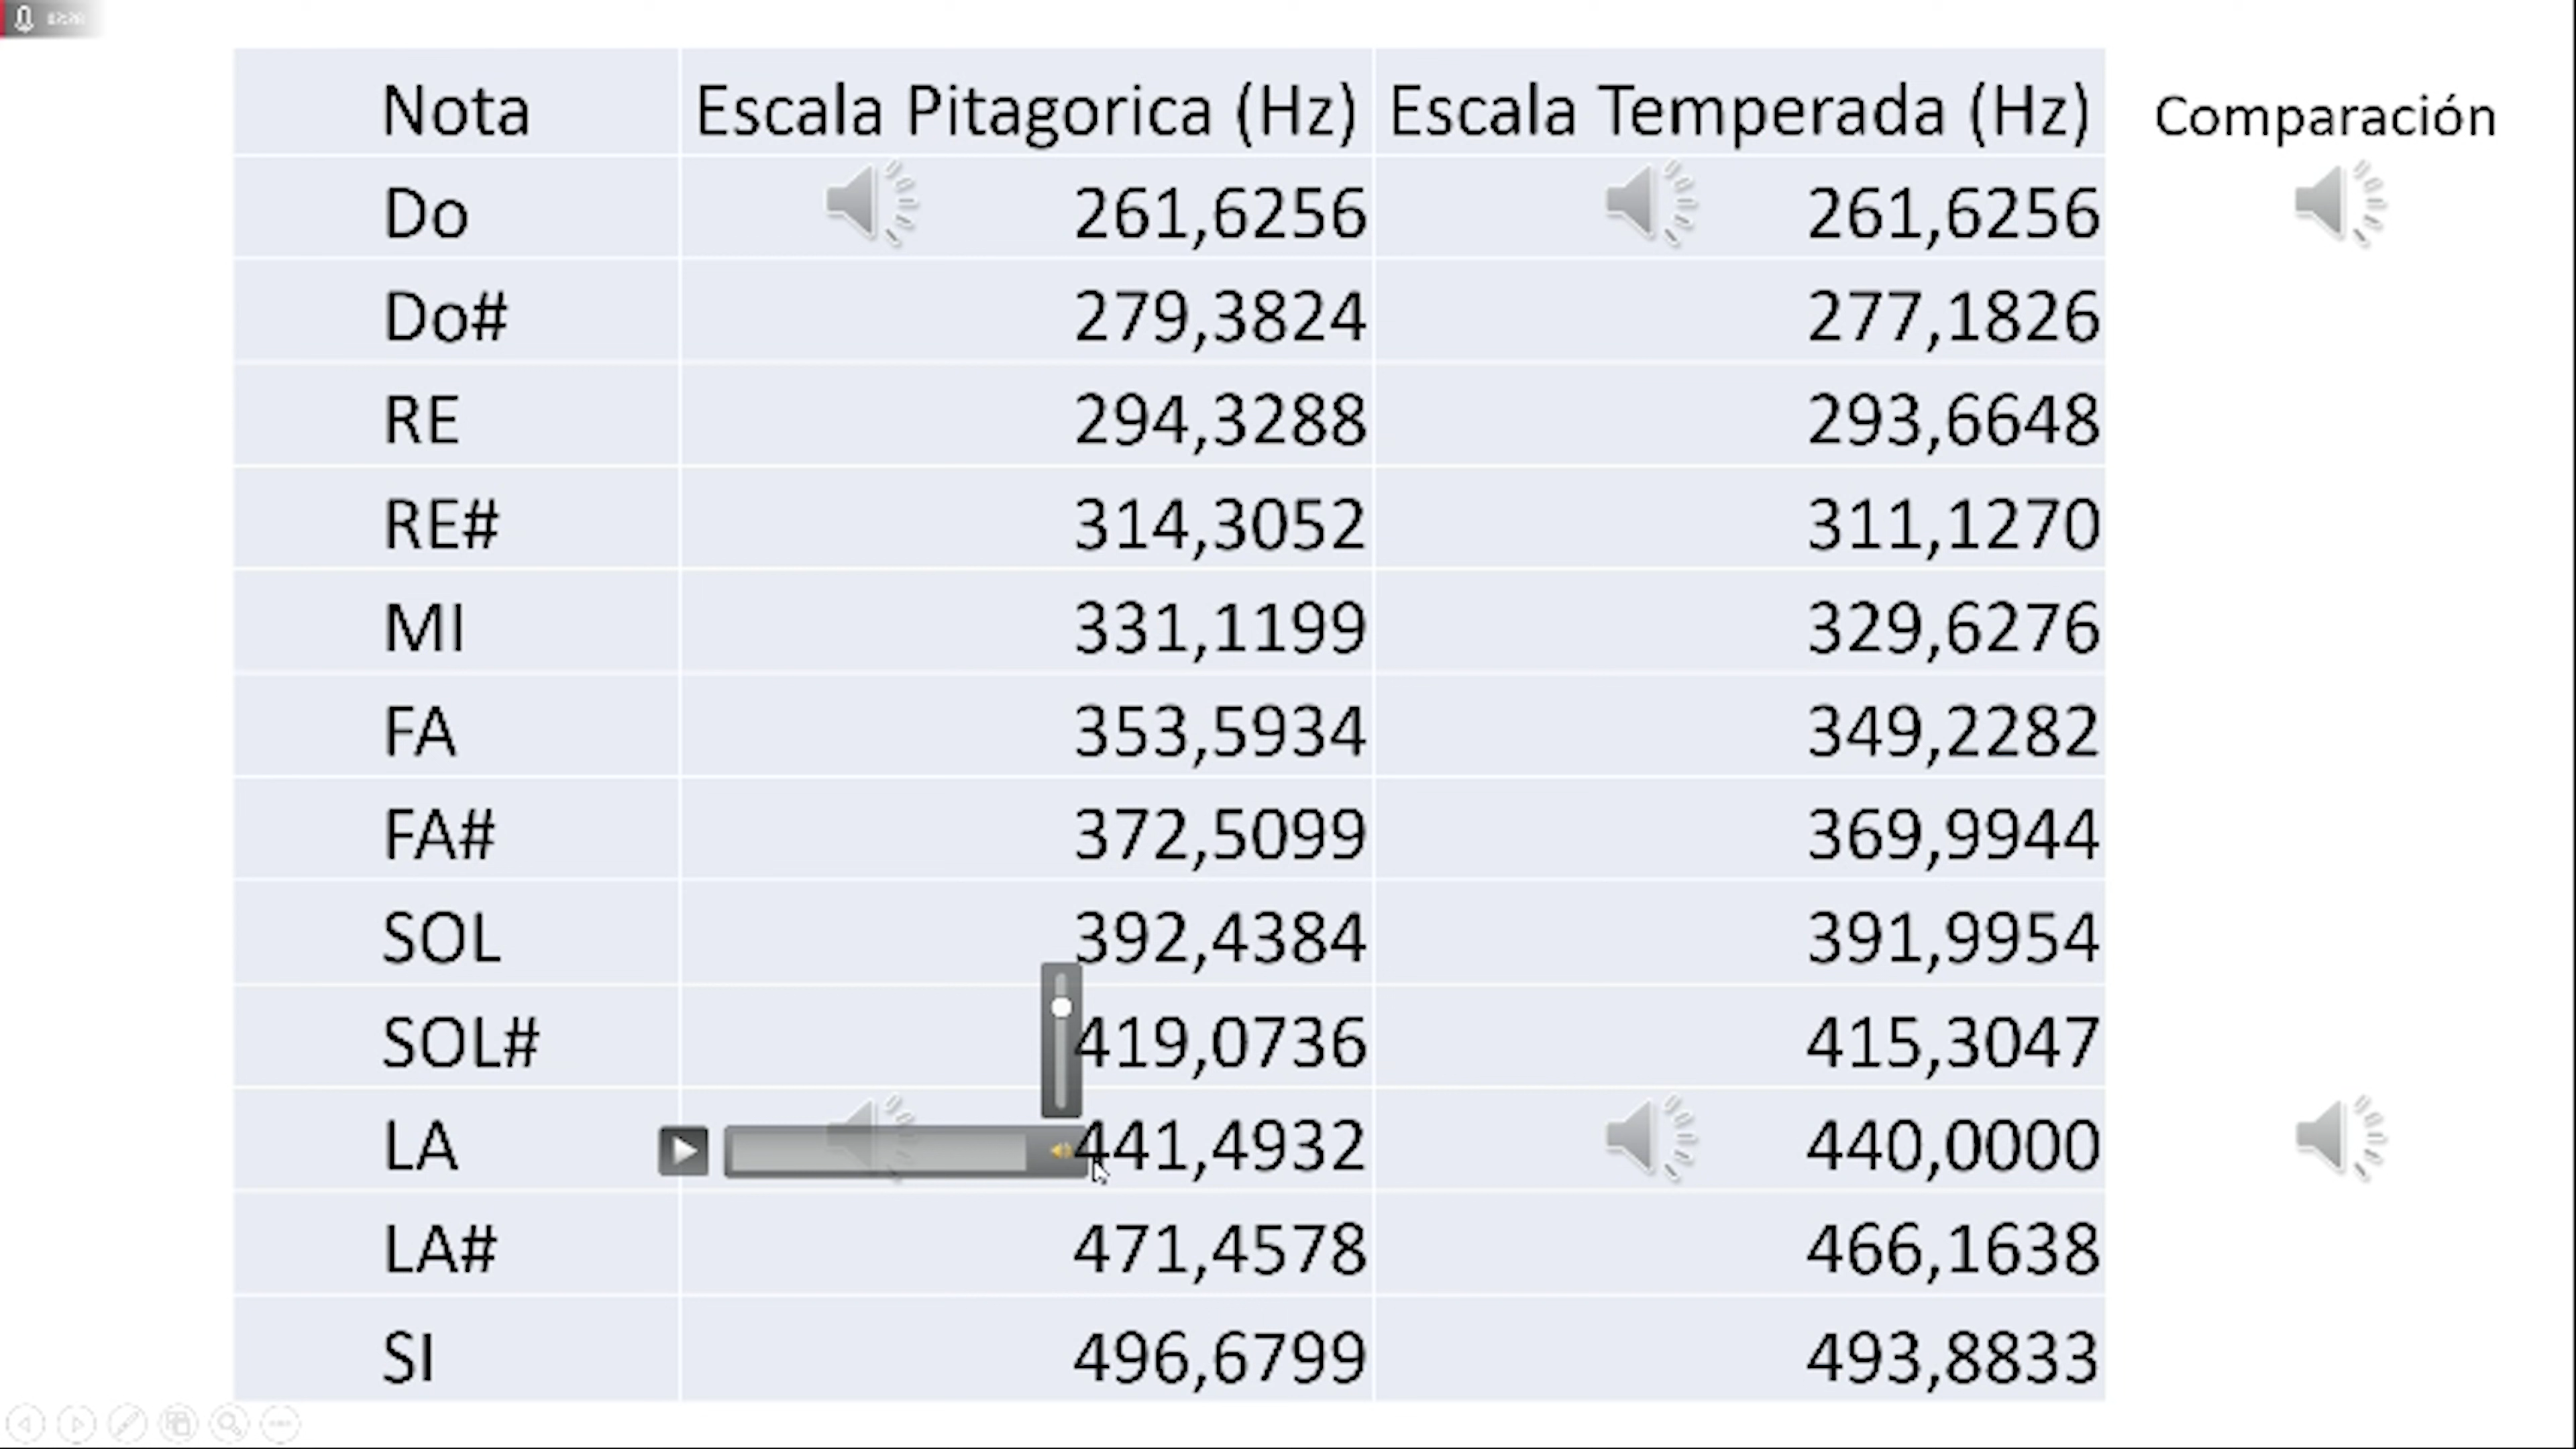 Nota Escala Pitagorica (Hz) Escala Temperada (Hz) Comparación
Do 261,6256 261,6256
Do# 279,3824 277,1826
RE 294,3288 293,6648
RE# 314,3052 311,1270
MI 331,1199 329,6276
FA 353,5934 349,2282
FA# 372,5099 369,9944
SOL 392,4384 391,9954
SOL# 419,0736 415,3047
LA 441,4932 440,0000
LA# 471,4578 466,1638
SI 496,6799 493,8833